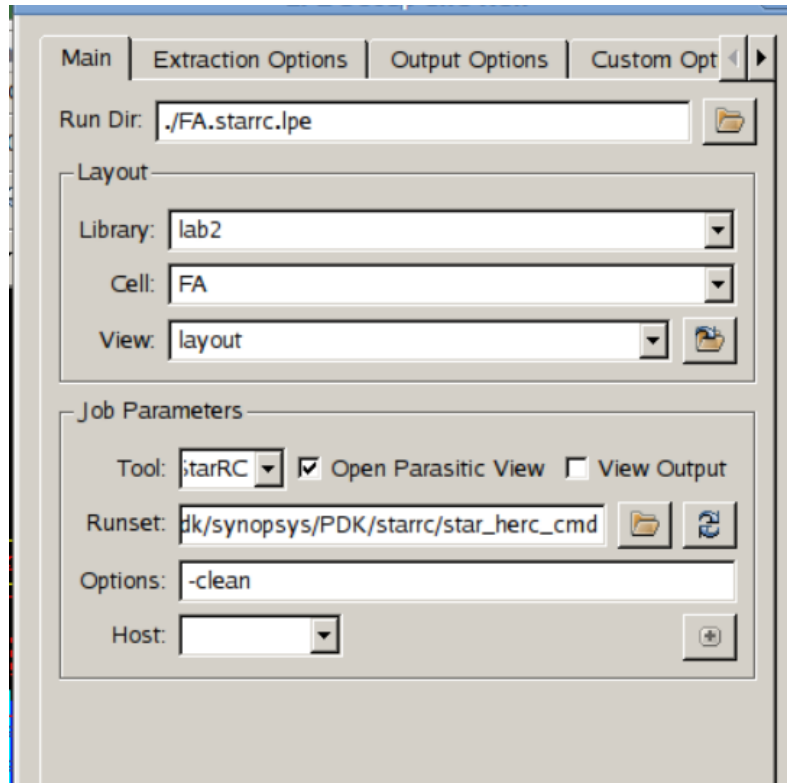 Main Extraction Options Output Options Custom Opt
Run Dir: ./FA.starrc.lpe
Layout
Library: lab2
Cell: FA
View: layout
Job Parameters
Tool: StarRC Open Parasitic View View Output
Runset: dk/synopsys/PDK/starrc/star_herc_cmd
Options: -clean
Host: